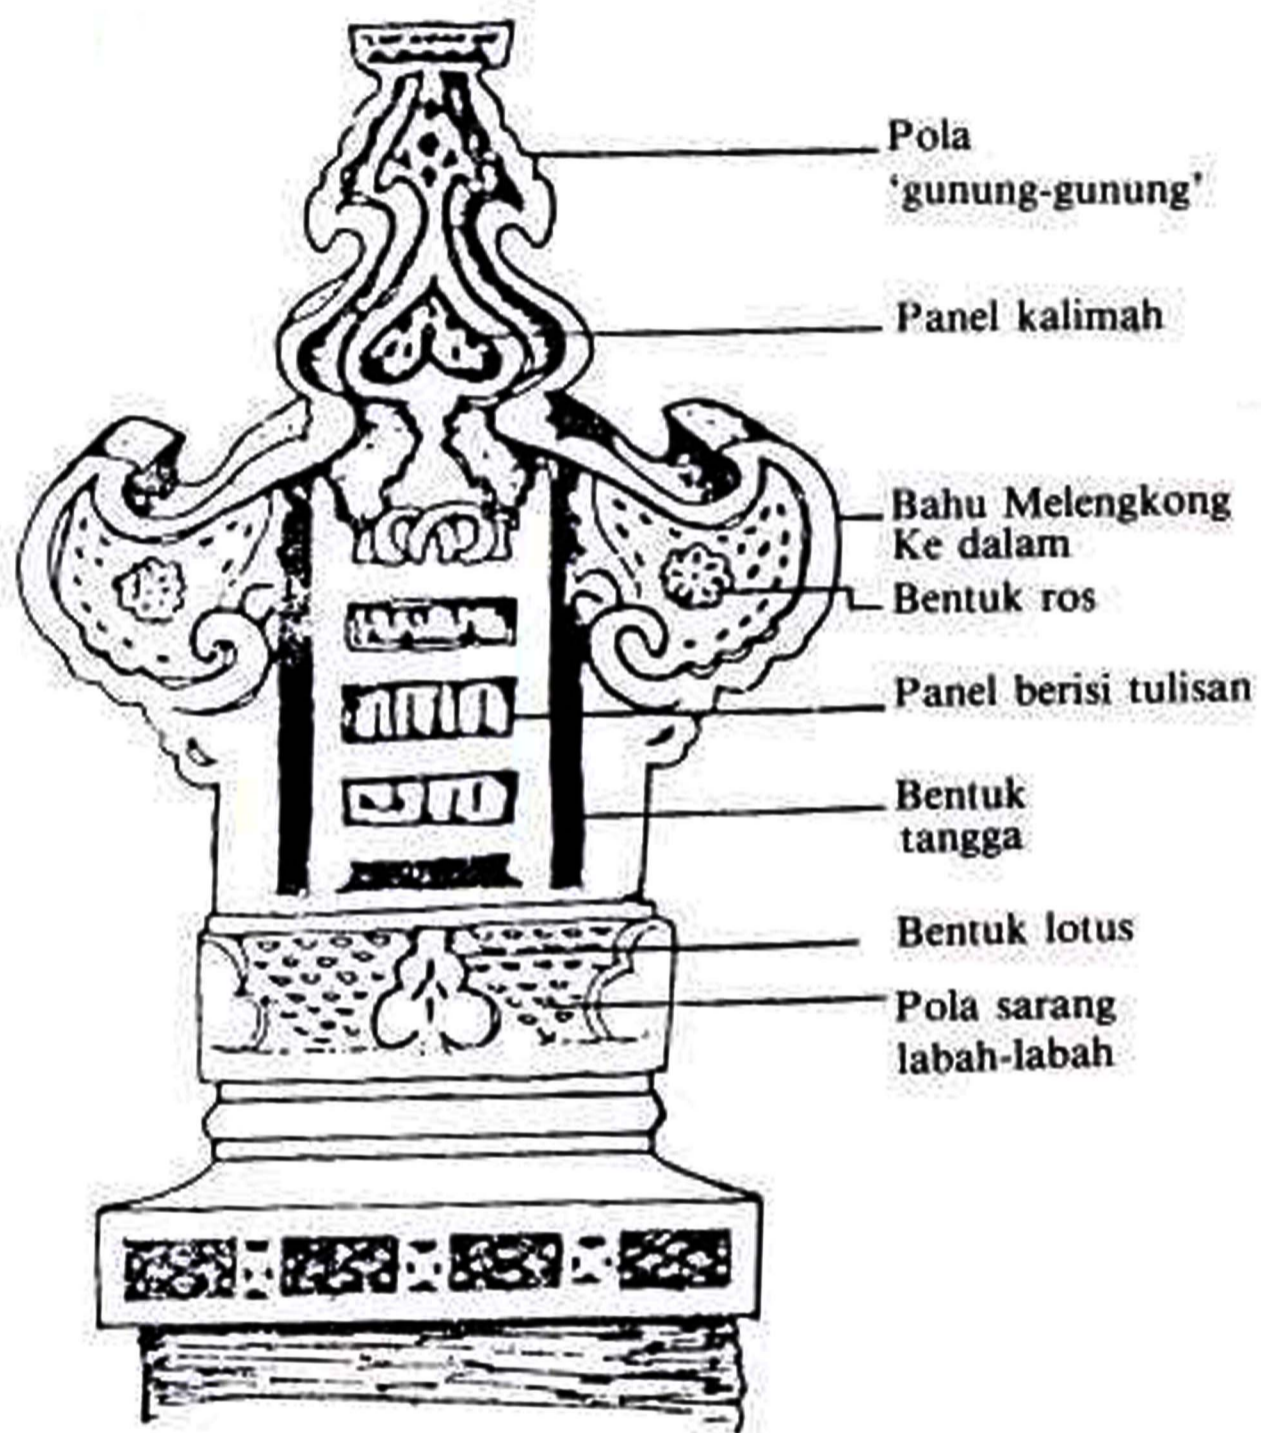 Pola
‘gunung-gunung’
Panel kalimah
Bahu Melengkong
Ke dalam
Bentuk ros
Panel berisi tulisan
Bentuk
tangga
Bentuk lotus
Pola sarang
labah-labah